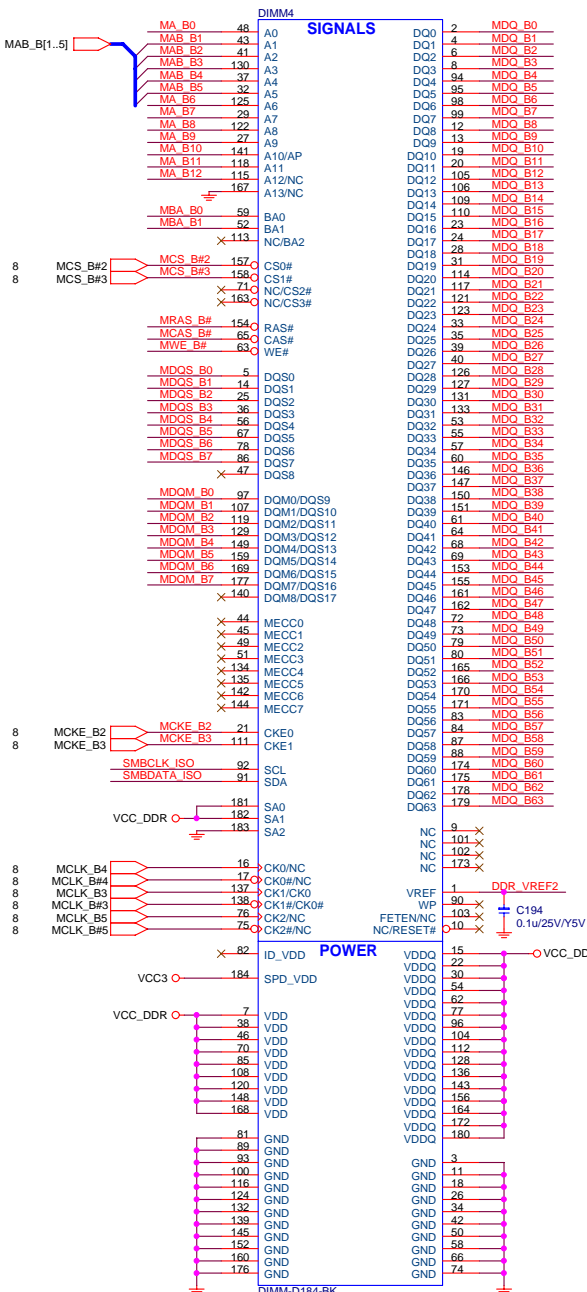 DIMM4
SIGNALS
MAB_B[1..5]
MA_B0 48 A0
MAB_B1 43 A1
MAB_B2 41 A2
MAB_B3 130 A3
MAB_B4 37 A4
MAB_B5 32 A5
MA_B6 125 A6
MA_B7 29 A7
MA_B8 122 A8
MA_B9 27 A9
MA_B10 141 A10/AP
MA_B11 118 A11
MA_B12 115 A12/NC
167 A13/NC
MBA_B0 59 BA0
MBA_B1 52 BA1
113 NC/BA2
8 MCS_B#2 MCS_B#2 157 CS0#
8 MCS_B#3 MCS_B#3 158 CS1#
71 NC/CS2#
163 NC/CS3#
MRAS_B# 154 RAS#
MCAS_B# 65 CAS#
MWE_B# 63 WE#
MDQS_B0 5 DQS0
MDQS_B1 14 DQS1
MDQS_B2 25 DQS2
MDQS_B3 36 DQS3
MDQS_B4 56 DQS4
MDQS_B5 67 DQS5
MDQS_B6 78 DQS6
MDQS_B7 86 DQS7
47 DQS8
MDQM_B0 97 DQM0/DQS9
MDQM_B1 107 DQM1/DQS10
MDQM_B2 119 DQM2/DQS11
MDQM_B3 129 DQM3/DQS12
MDQM_B4 149 DQM4/DQS13
MDQM_B5 159 DQM5/DQS14
MDQM_B6 169 DQM6/DQS15
MDQM_B7 177 DQM7/DQS16
140 DQM8/DQS17
44 MECC0
45 MECC1
49 MECC2
51 MECC3
134 MECC4
135 MECC5
142 MECC6
144 MECC7
8 MCKE_B2 MCKE_B2 21 CKE0
8 MCKE_B3 MCKE_B3 111 CKE1
SMBCLK_ISO 92 SCL
SMBDATA_ISO 91 SDA
181 SA0
VCC_DDR 182 SA1
183 SA2
8 MCLK_B4 16 CK0/NC
8 MCLK_B#4 17 CK0#/NC
8 MCLK_B3 137 CK1/CK0
8 MCLK_B#3 138 CK1#/CK0#
8 MCLK_B5 76 CK2/NC
8 MCLK_B#5 75 CK2#/NC
DQ0 2 MDQ_B0
DQ1 4 MDQ_B1
DQ2 6 MDQ_B2
DQ3 8 MDQ_B3
DQ4 94 MDQ_B4
DQ5 95 MDQ_B5
DQ6 98 MDQ_B6
DQ7 99 MDQ_B7
DQ8 12 MDQ_B8
DQ9 13 MDQ_B9
DQ10 19 MDQ_B10
DQ11 20 MDQ_B11
DQ12 105 MDQ_B12
DQ13 106 MDQ_B13
DQ14 109 MDQ_B14
DQ15 110 MDQ_B15
DQ16 23 MDQ_B16
DQ17 24 MDQ_B17
DQ18 28 MDQ_B18
DQ19 31 MDQ_B19
DQ20 114 MDQ_B20
DQ21 117 MDQ_B21
DQ22 121 MDQ_B22
DQ23 123 MDQ_B23
DQ24 33 MDQ_B24
DQ25 35 MDQ_B25
DQ26 39 MDQ_B26
DQ27 40 MDQ_B27
DQ28 126 MDQ_B28
DQ29 127 MDQ_B29
DQ30 131 MDQ_B30
DQ31 133 MDQ_B31
DQ32 53 MDQ_B32
DQ33 55 MDQ_B33
DQ34 57 MDQ_B34
DQ35 60 MDQ_B35
DQ36 146 MDQ_B36
DQ37 147 MDQ_B37
DQ38 150 MDQ_B38
DQ39 151 MDQ_B39
DQ40 61 MDQ_B40
DQ41 64 MDQ_B41
DQ42 68 MDQ_B42
DQ43 69 MDQ_B43
DQ44 153 MDQ_B44
DQ45 155 MDQ_B45
DQ46 161 MDQ_B46
DQ47 162 MDQ_B47
DQ48 72 MDQ_B48
DQ49 73 MDQ_B49
DQ50 79 MDQ_B50
DQ51 80 MDQ_B51
DQ52 165 MDQ_B52
DQ53 166 MDQ_B53
DQ54 170 MDQ_B54
DQ55 171 MDQ_B55
DQ56 83 MDQ_B56
DQ57 84 MDQ_B57
DQ58 87 MDQ_B58
DQ59 88 MDQ_B59
DQ60 174 MDQ_B60
DQ61 175 MDQ_B61
DQ62 178 MDQ_B62
DQ63 179 MDQ_B63
NC 9
NC 101
NC 102
NC 173
VREF 1 DDR_VREF2
WP 90
FETEN/NC 103
NC/RESET# 10
C194
0.1u/25V/Y5V
POWER
82 ID_VDD
VCC3 184 SPD_VDD
VCC_DDR 7 VDD
38 VDD
46 VDD
70 VDD
85 VDD
108 VDD
120 VDD
148 VDD
168 VDD
81 GND
89 GND
93 GND
100 GND
116 GND
124 GND
132 GND
139 GND
145 GND
152 GND
160 GND
176 GND
VDDQ 15 VCC_DD
VDDQ 22
VDDQ 30
VDDQ 54
VDDQ 62
VDDQ 77
VDDQ 96
VDDQ 104
VDDQ 112
VDDQ 128
VDDQ 136
VDDQ 143
VDDQ 156
VDDQ 164
VDDQ 172
VDDQ 180
GND 3
GND 11
GND 18
GND 26
GND 34
GND 42
GND 50
GND 58
GND 66
GND 74
DIMM-D184-BK